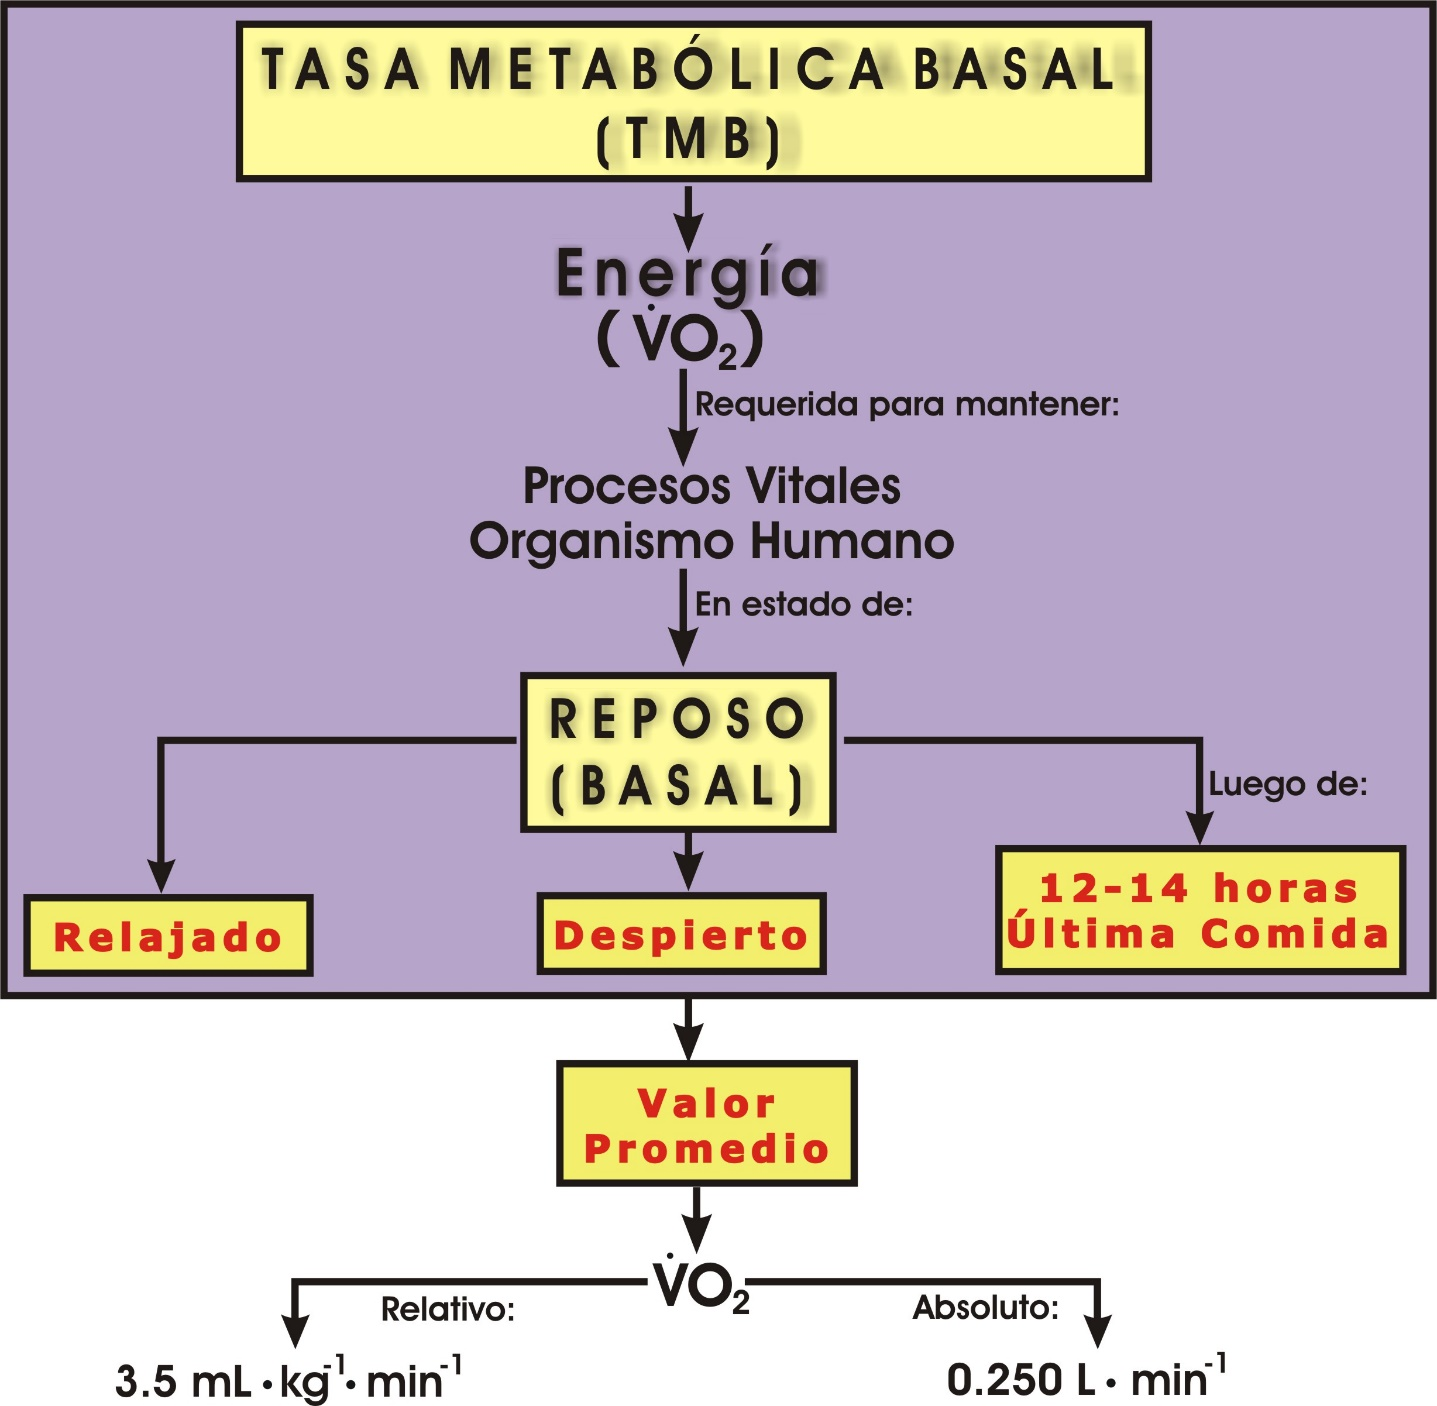 TASA METABÓLICA BASAL
(TMB)
Energía
(V̇O₂)
Requerida para mantener:
Procesos Vitales
Organismo Humano
En estado de:
REPOSO
(BASAL)
Luego de:
Relajado
Despierto
12-14 horas
Última Comida
Valor
Promedio
V̇O₂
Relativo:
Absoluto:
3.5 mL·kg⁻¹·min⁻¹
0.250 L·min⁻¹